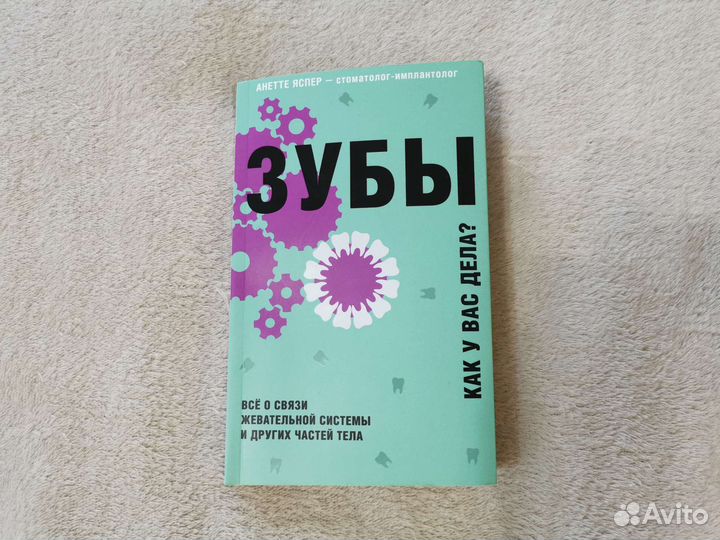 АНЕТТЕ ЯСПЕР – стоматолог-имплантолог
ЗУБЫ
КАК У ВАС ДЕЛА?
ВСЁ О СВЯЗИ
ЖЕВАТЕЛЬНОЙ СИСТЕМЫ
И ДРУГИХ ЧАСТЕЙ ТЕЛА
Avito